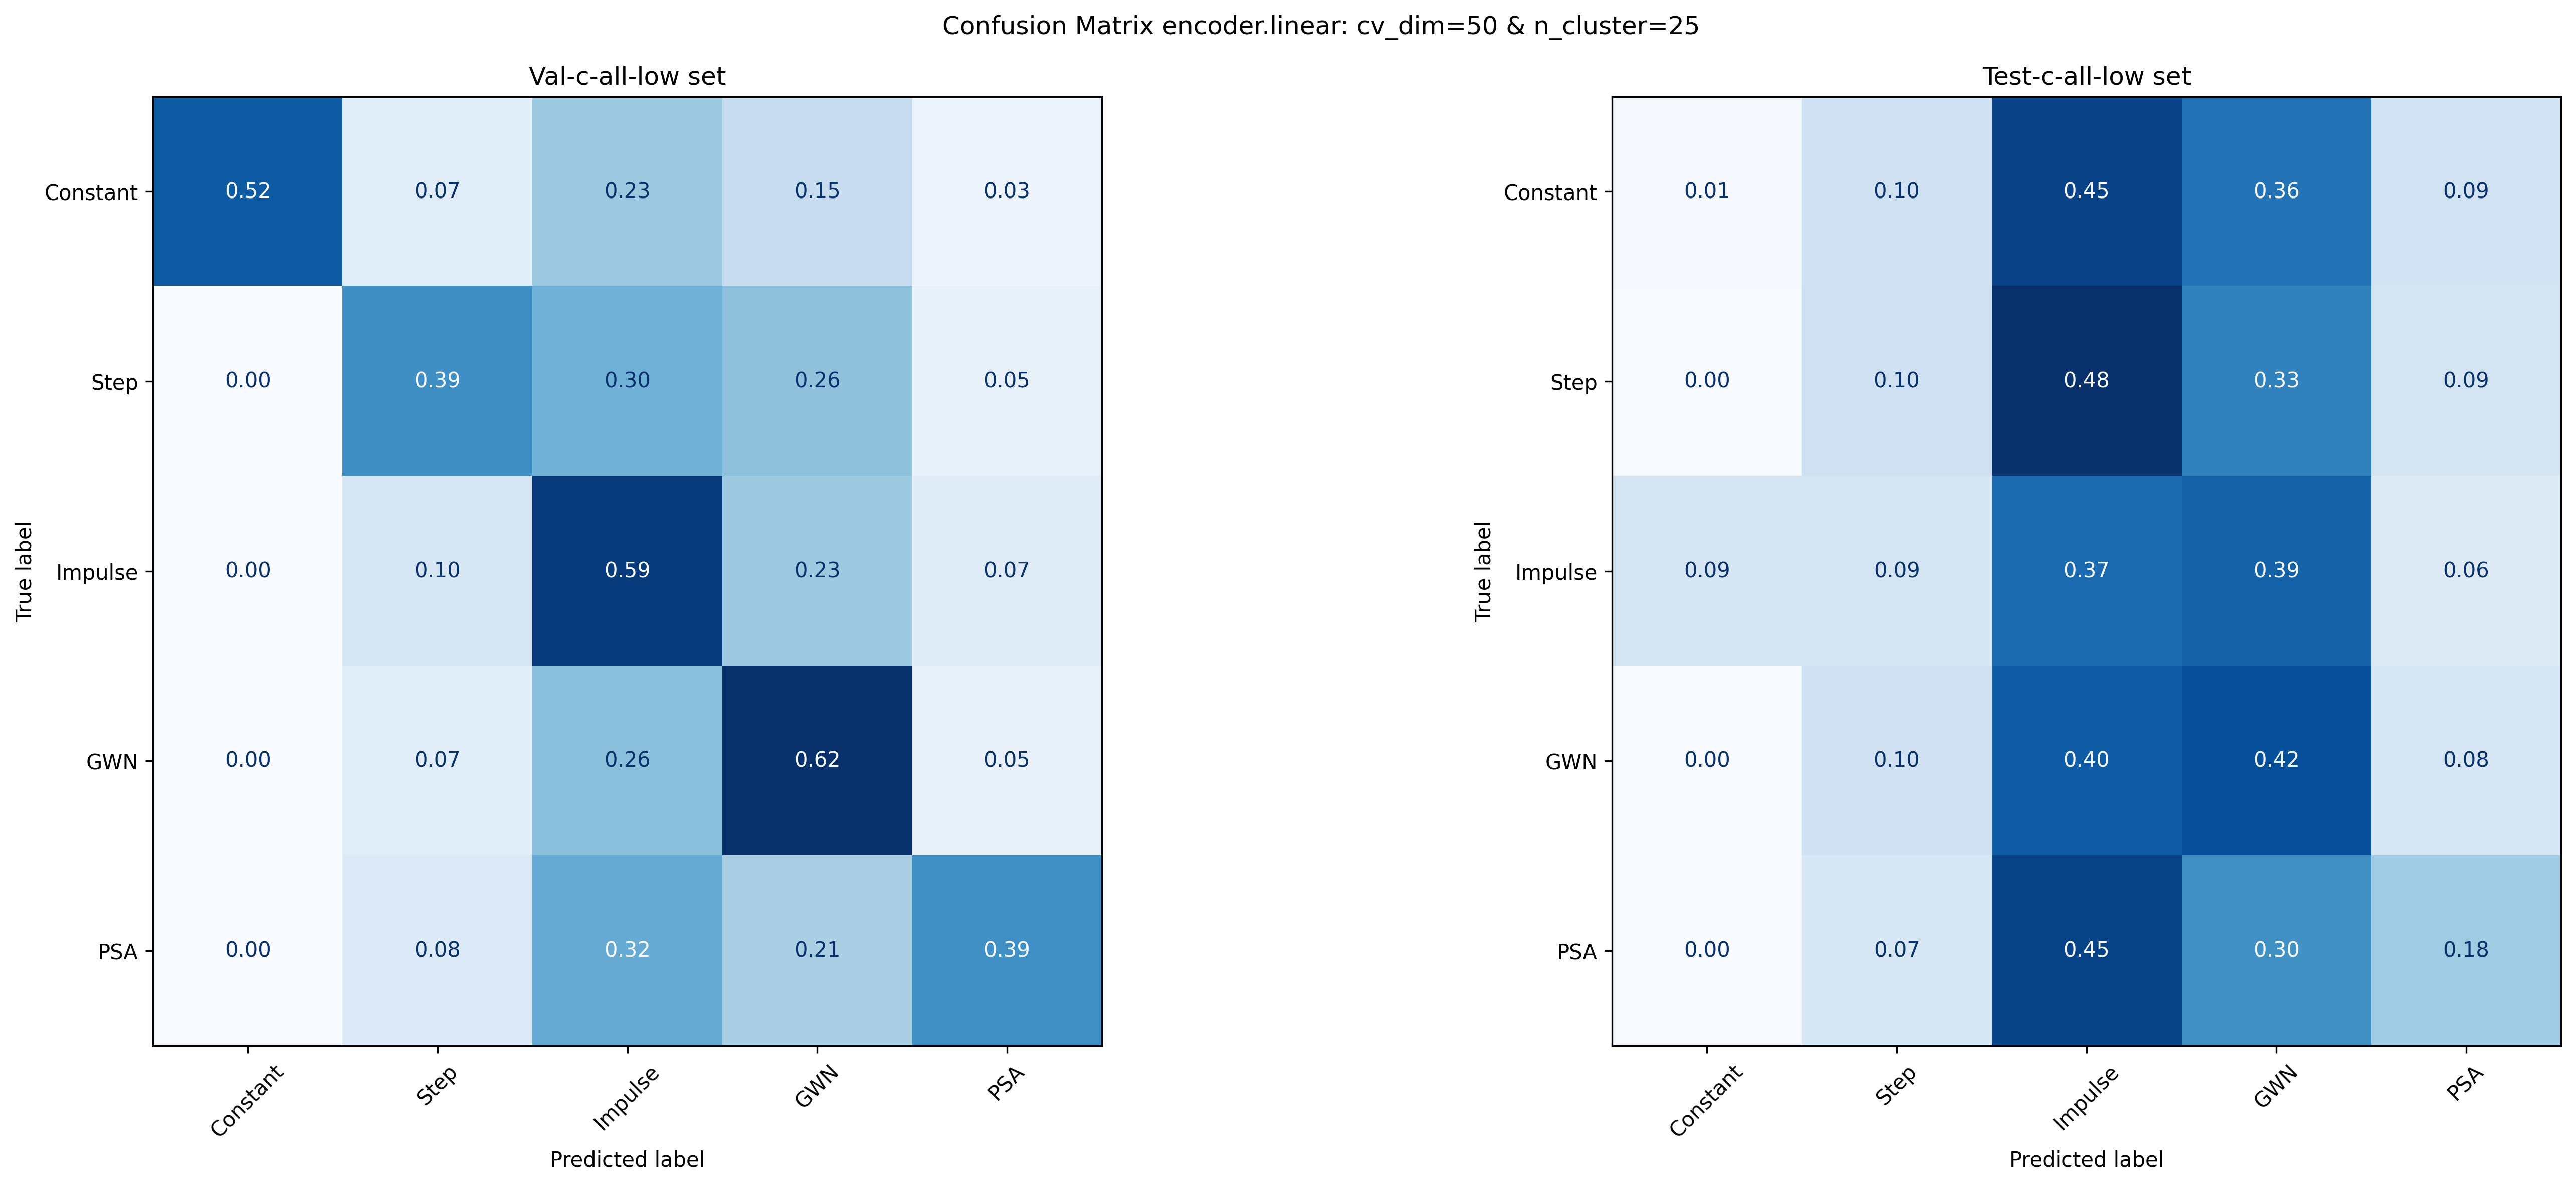 Confusion Matrix encoder.linear: cv_dim=50 & n_cluster=25
Val-c-all-low set
True label
Constant 0.52 0.07 0.23 0.15 0.03
Step 0.00 0.39 0.30 0.26 0.05
Impulse 0.00 0.10 0.59 0.23 0.07
GWN 0.00 0.07 0.26 0.62 0.05
PSA 0.00 0.08 0.32 0.21 0.39
Constant Step Impulse GWN PSA
Predicted label
Test-c-all-low set
True label
Constant 0.01 0.10 0.45 0.36 0.09
Step 0.00 0.10 0.48 0.33 0.09
Impulse 0.09 0.09 0.37 0.39 0.06
GWN 0.00 0.10 0.40 0.42 0.08
PSA 0.00 0.07 0.45 0.30 0.18
Constant Step Impulse GWN PSA
Predicted label